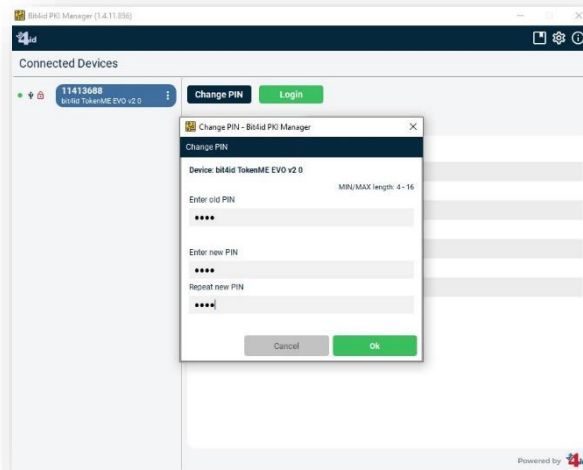 Bit4id PKI Manager (1.4.11.856)
4id
Connected Devices
11413688
bit4id TokenME EVO v2 0
Change PIN
Login
Change PIN - Bit4id PKI Manager
Change PIN
Device: bit4id TokenME EVO v2 0
MIN/MAX length: 4 - 16
Enter old PIN
••••
Enter new PIN
••••
Repeat new PIN
••••
Cancel
Ok
Powered by